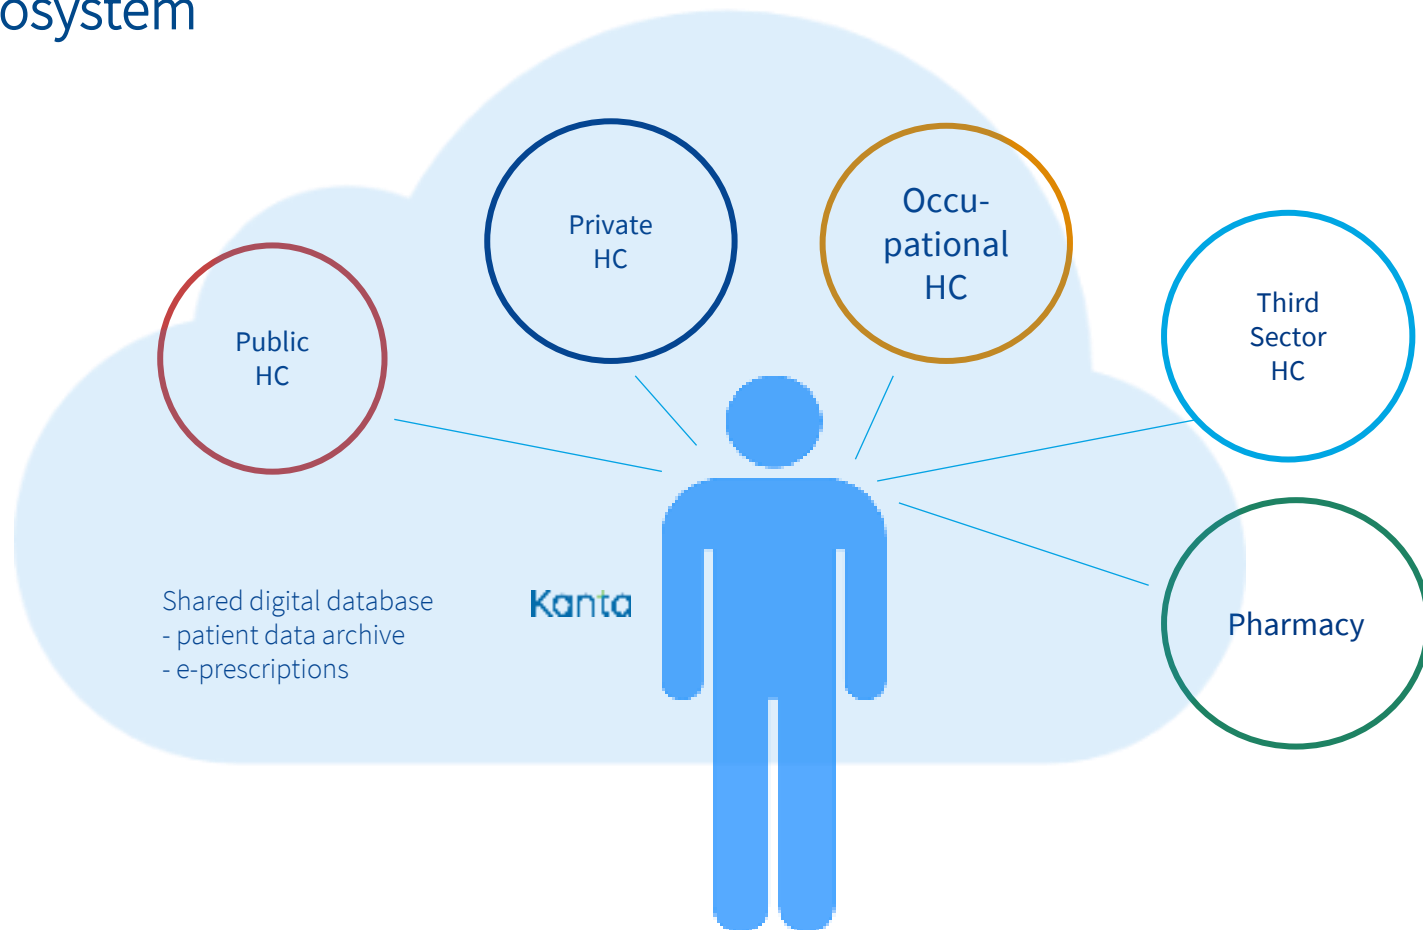 osystem
Private
HC
Occu-
pational
HC
Public
HC
Third
Sector
HC
Shared digital database
- patient data archive
- e-prescriptions
Kanta
Pharmacy